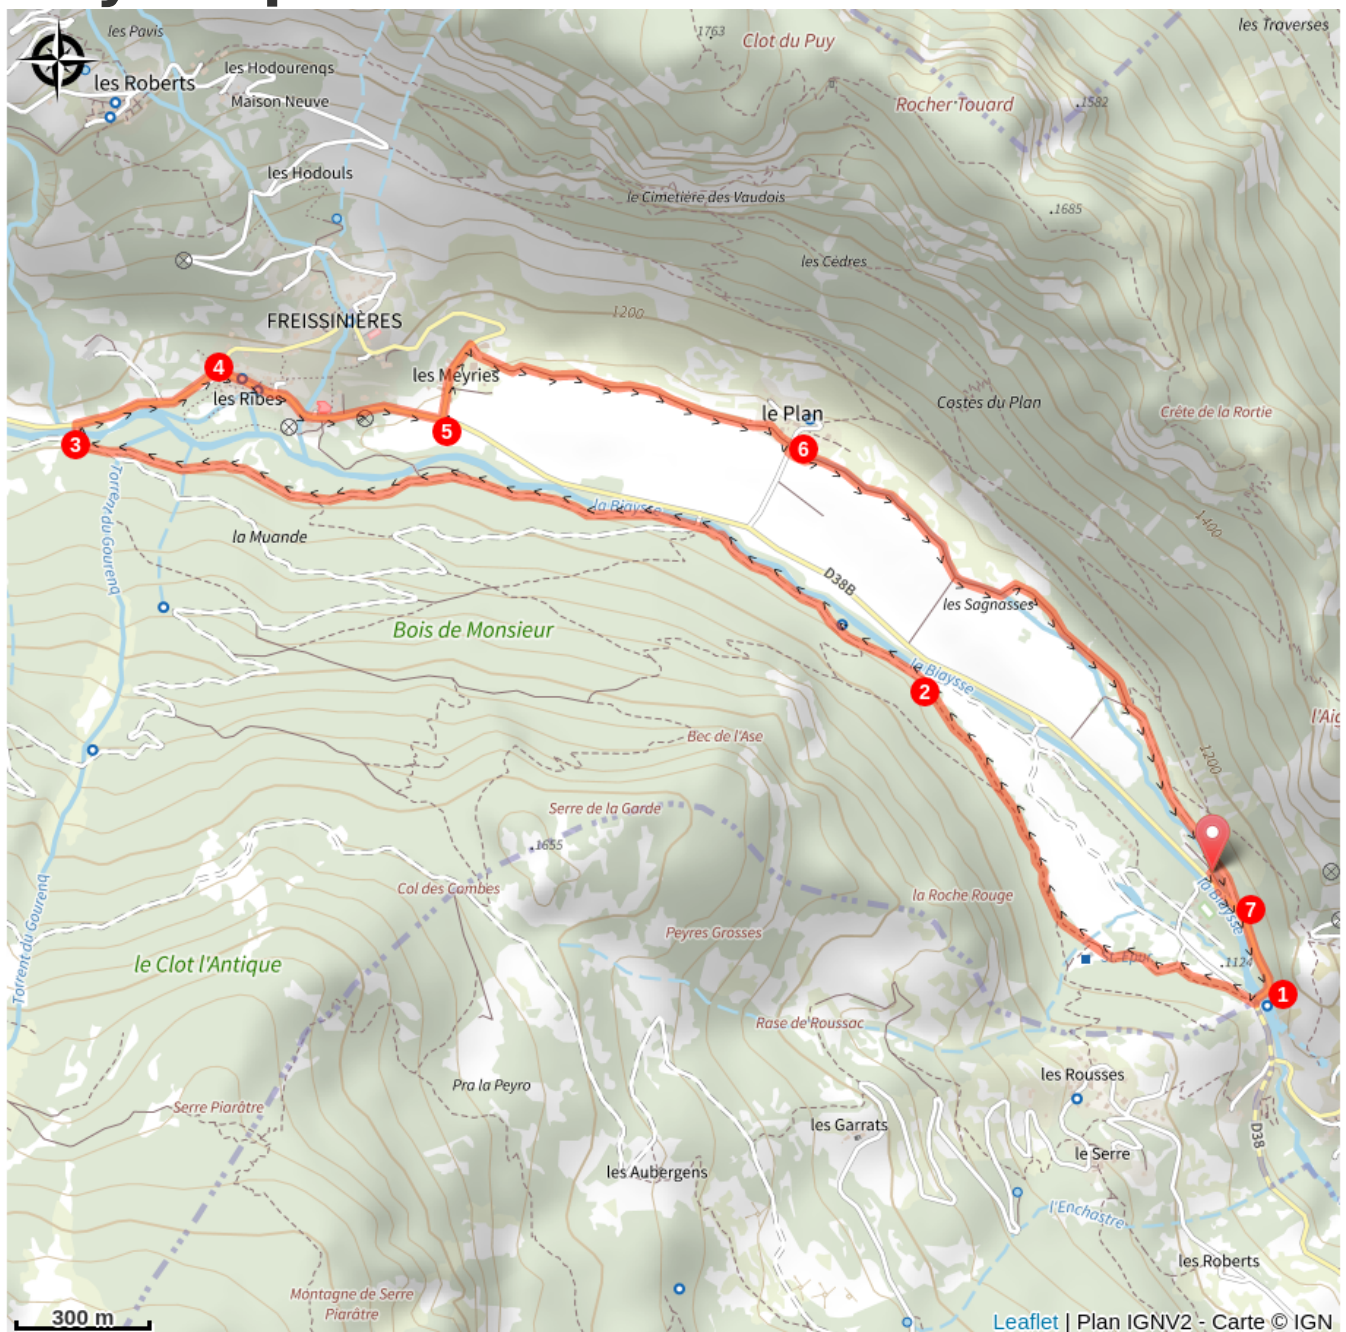 les Pavis
1763
Clot du Puy
les Traverses
les Roberts
les Hodourenqs
Maison Neuve
Rocher Touard
1582
les Hodouls
le Cimetière des Vaudois
1685
les Cèdres
FREISSINIÈRES
1200
4
les Meyries
les Ribes
le Plan
Costes du Plan
Crête de la Rortie
3
5
6
Torrent du Gourenq
la Biaysse
1400
la Muande
D38B
les Sagnasses
Bois de Monsieur
la Biaysse
2
Bec de l'Ase
1200
Serre de la Garde
1655
Col des Combes
la Roche Rouge
la Biaysse
7
Peyres Grosses
le Clot l'Antique
Torrent du Gourenq
1124
1
Rase de Roussac
Pra la Peyro
les Rousses
Serre Piarâtre
les Garrats
D38
le Serre
les Aubergens
l'Enchastre
les Roberts
Montagne de Serre
Piarâtre
300 m
Leaflet | Plan IGNV2 - Carte © IGN